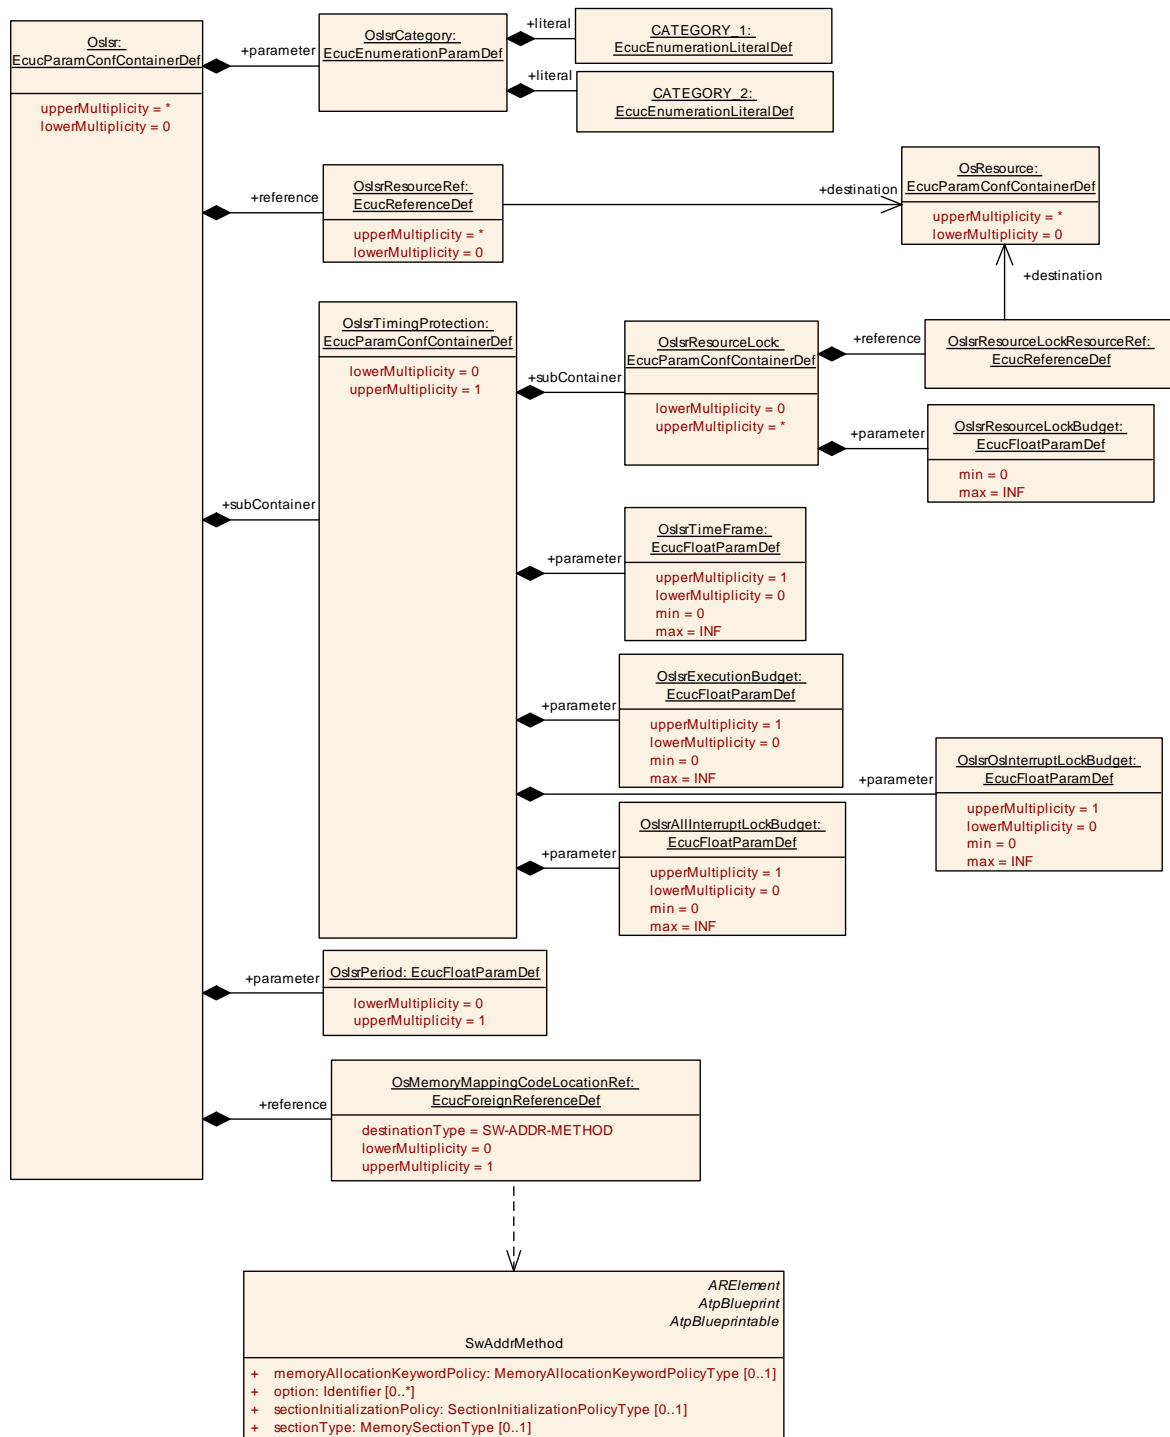 OsIsr:
EcucParamConfContainerDef
upperMultiplicity = *
lowerMultiplicity = 0
+parameter
OsIsrCategory:
EcucEnumerationParamDef
+literal
CATEGORY_1:
EcucEnumerationLiteralDef
+literal
CATEGORY_2:
EcucEnumerationLiteralDef
+reference
OsIsrResourceRef:
EcucReferenceDef
upperMultiplicity = *
lowerMultiplicity = 0
+destination
OsResource:
EcucParamConfContainerDef
upperMultiplicity = *
lowerMultiplicity = 0
+destination
+subContainer
OsIsrTimingProtection:
EcucParamConfContainerDef
lowerMultiplicity = 0
upperMultiplicity = 1
+subContainer
OsIsrResourceLock:
EcucParamConfContainerDef
lowerMultiplicity = 0
upperMultiplicity = *
+reference
OsIsrResourceLockResourceRef:
EcucReferenceDef
+parameter
OsIsrResourceLockBudget:
EcucFloatParamDef
min = 0
max = INF
+parameter
OsIsrTimeFrame:
EcucFloatParamDef
upperMultiplicity = 1
lowerMultiplicity = 0
min = 0
max = INF
+parameter
OsIsrExecutionBudget:
EcucFloatParamDef
upperMultiplicity = 1
lowerMultiplicity = 0
min = 0
max = INF
+parameter
OsIsrOsInterruptLockBudget:
EcucFloatParamDef
upperMultiplicity = 1
lowerMultiplicity = 0
min = 0
max = INF
+parameter
OsIsrAllInterruptLockBudget:
EcucFloatParamDef
upperMultiplicity = 1
lowerMultiplicity = 0
min = 0
max = INF
+parameter
OsIsrPeriod: EcucFloatParamDef
lowerMultiplicity = 0
upperMultiplicity = 1
+reference
OsMemoryMappingCodeLocationRef:
EcucForeignReferenceDef
destinationType = SW-ADDR-METHOD
lowerMultiplicity = 0
upperMultiplicity = 1
ARElement
AtpBlueprint
AtpBlueprintable
SwAddrMethod
+ memoryAllocationKeywordPolicy: MemoryAllocationKeywordPolicyType [0..1]
+ option: Identifier [0..*]
+ sectionInitializationPolicy: SectionInitializationPolicyType [0..1]
+ sectionType: MemorySectionType [0..1]